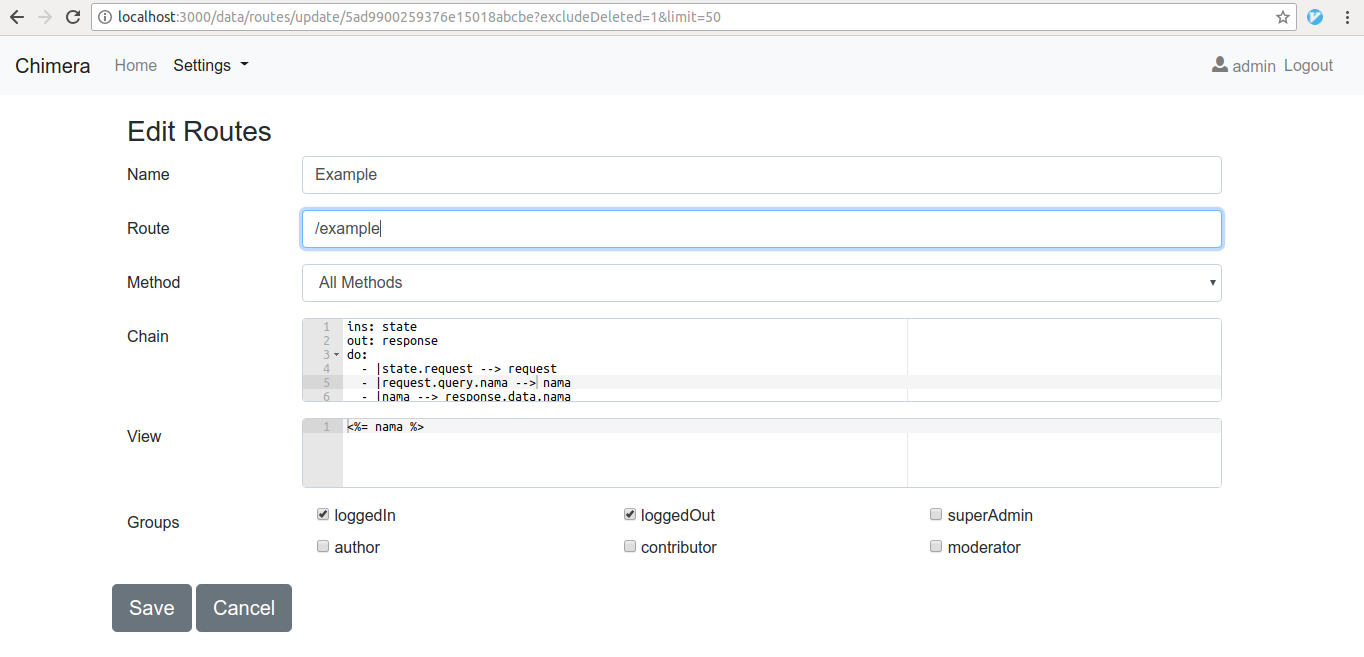 localhost:3000/data/routes/update/5ad9900259376e15018abcbe?excludeDeleted=1&limit=50
Chimera Home Settings admin Logout
Edit Routes
Name Example
Route /example
Method All Methods
Chain
1 ins: state
2 out: response
3 do:
4 - |state.request --> request
5 - |request.query.nama --> nama
6 - |nama --> response.data.nama
View
1 <%= nama %>
Groups
loggedIn loggedOut superAdmin
author contributor moderator
Save Cancel